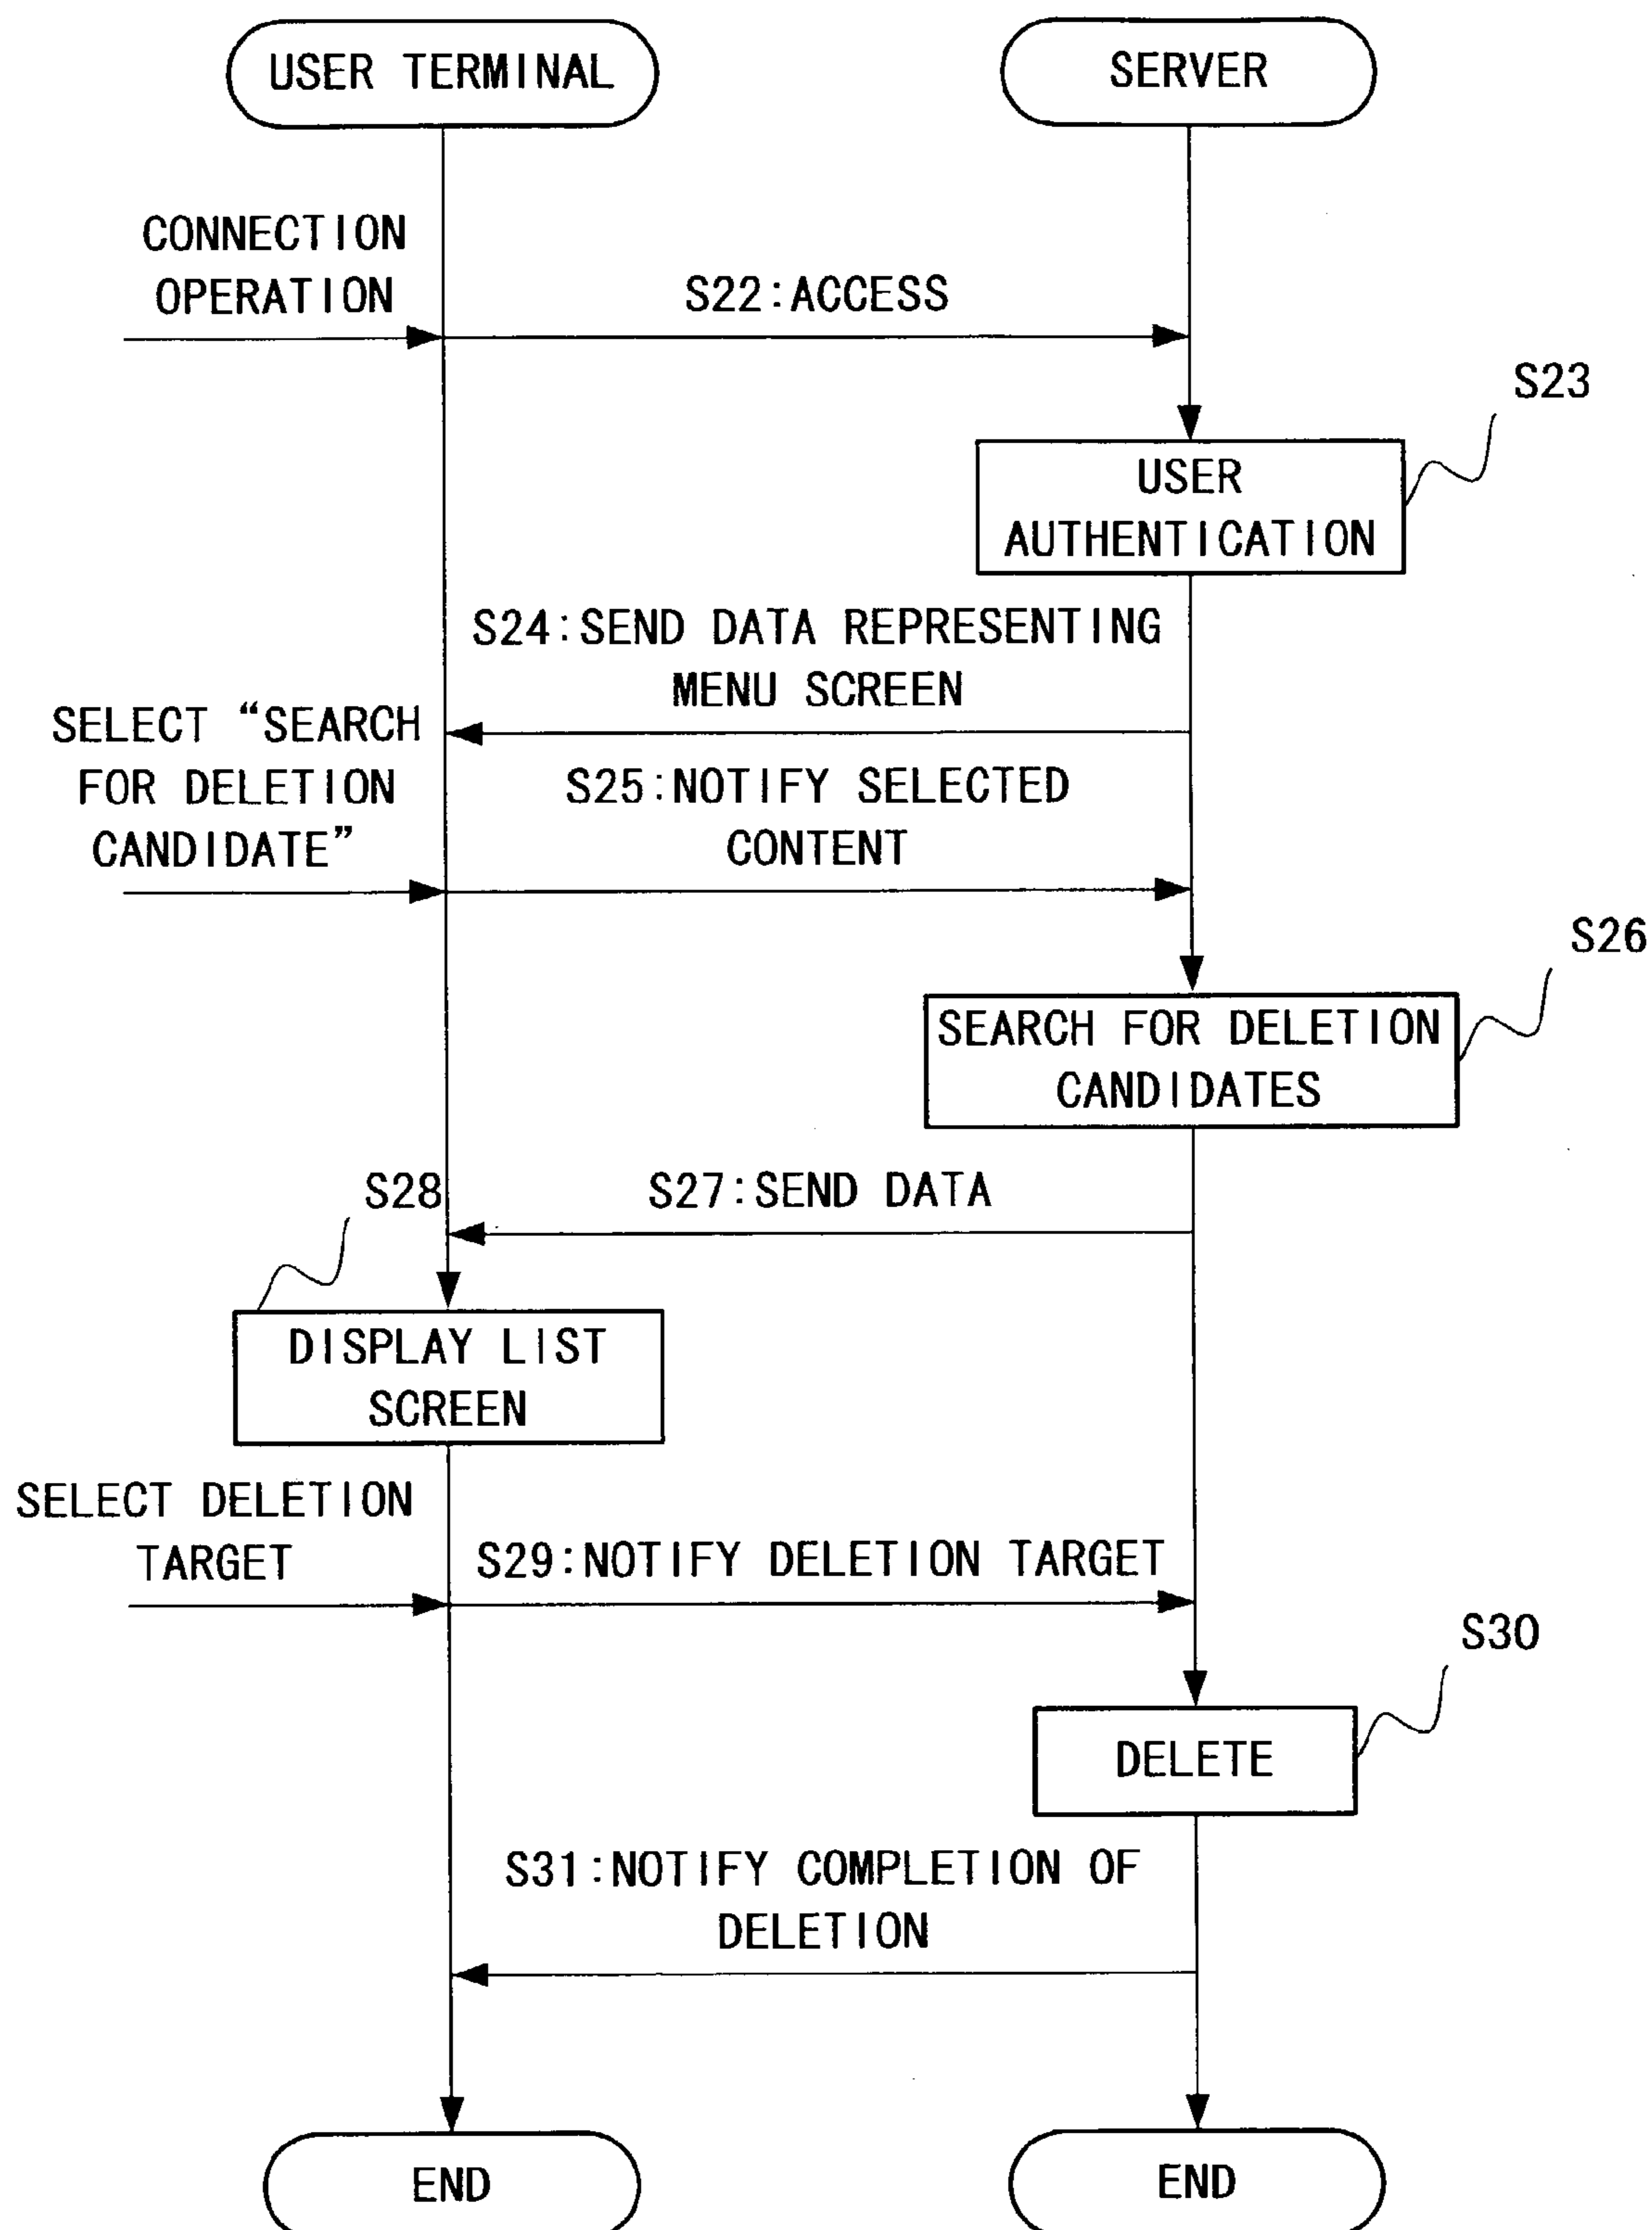 USER TERMINAL
SERVER
CONNECTION
OPERATION
S22:ACCESS
S23
USER
AUTHENTICATION
S24:SEND DATA REPRESENTING
MENU SCREEN
SELECT “SEARCH
FOR DELETION
CANDIDATE”
S25:NOTIFY SELECTED
CONTENT
S26
SEARCH FOR DELETION
CANDIDATES
S27:SEND DATA
S28
DISPLAY LIST
SCREEN
SELECT DELETION
TARGET
S29:NOTIFY DELETION TARGET
S30
DELETE
S31:NOTIFY COMPLETION OF
DELETION
END
END